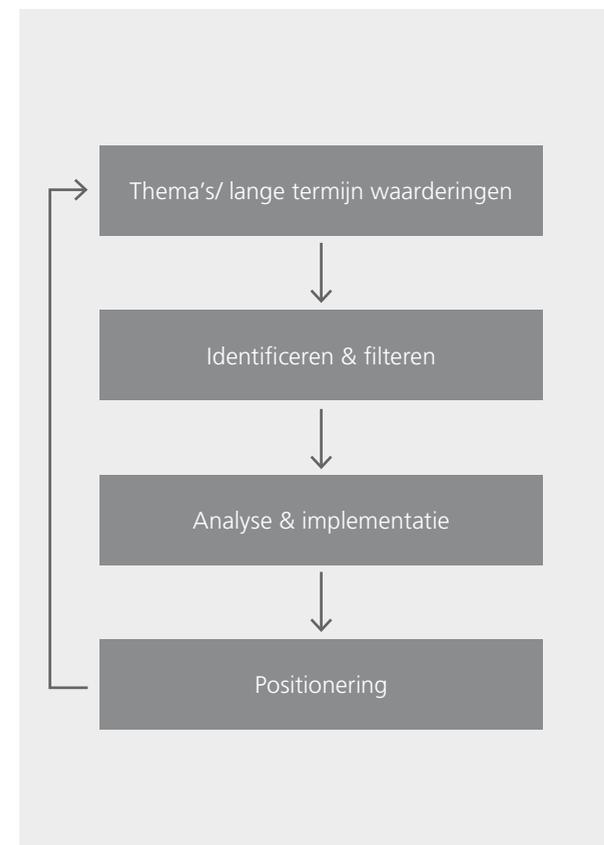 Thema's/ lange termijn waarderingen
Identificeren & filteren
Analyse & implementatie
Positionering